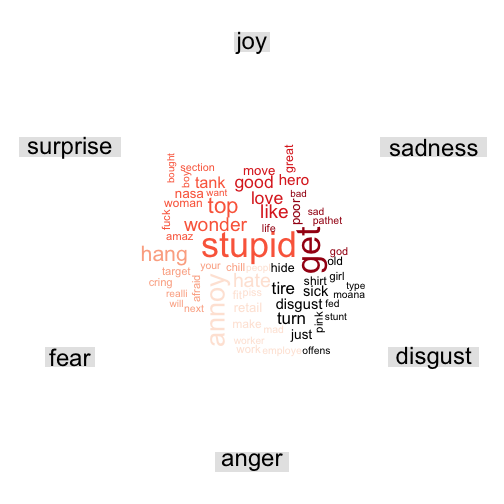 joy
surprise
sadness
great
move
bought
section
boy
tank
good
hero
bad
nasa
want
love
poor
woman
top
like
sad
pathet
fuck
wonder
life
amaz
stupid
get
god
hang
your
chill
peopl
hide
old
target
girl
cring
afraid
annoy
hate
tire
shirt
sick
type
moana
realli
fit
piss
disgust
fed
will
next
retail
turn
pink
stunt
make
mad
just
worker
work
employe
offens
fear
disgust
anger